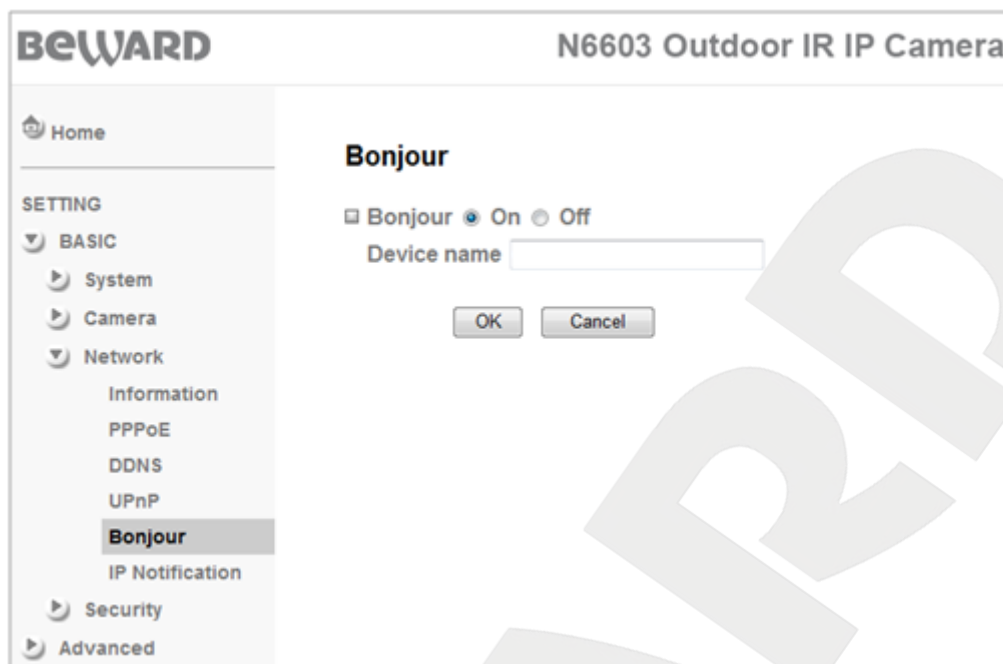 BEWARD
N6603 Outdoor IR IP Camera
Home
SETTING
BASIC
System
Camera
Network
Information
PPPoE
DDNS
UPnP
Bonjour
IP Notification
Security
Advanced
Bonjour
Bonjour On Off
Device name
OK Cancel
ARD